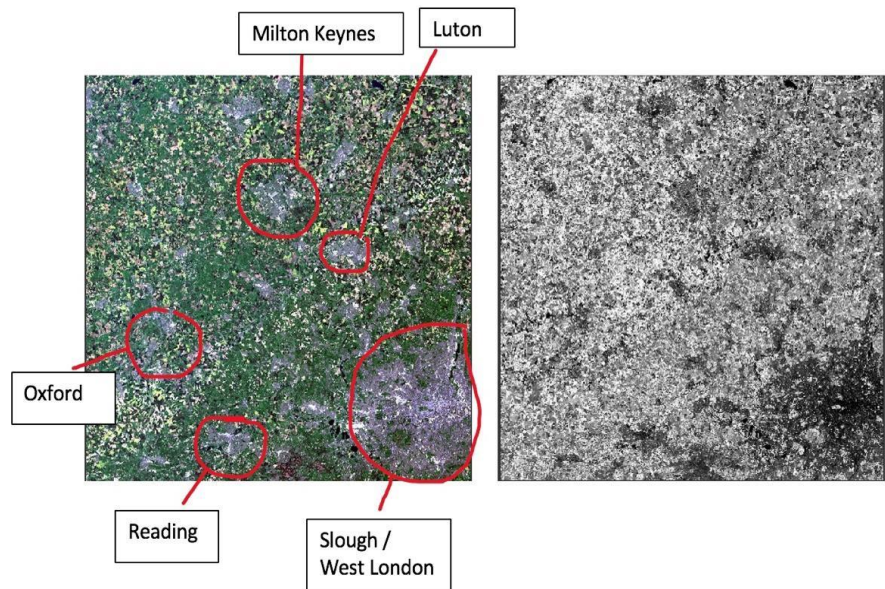 Milton Keynes
Luton
Oxford
Reading
Slough /
West London